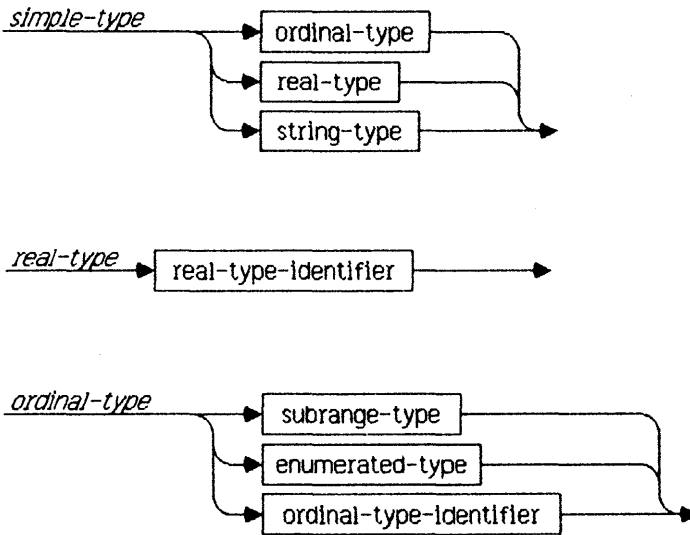 simple-type
ordinal-type
real-type
string-type
real-type
real-type-identifier
ordinal-type
subrange-type
enumerated-type
ordinal-type-identifier